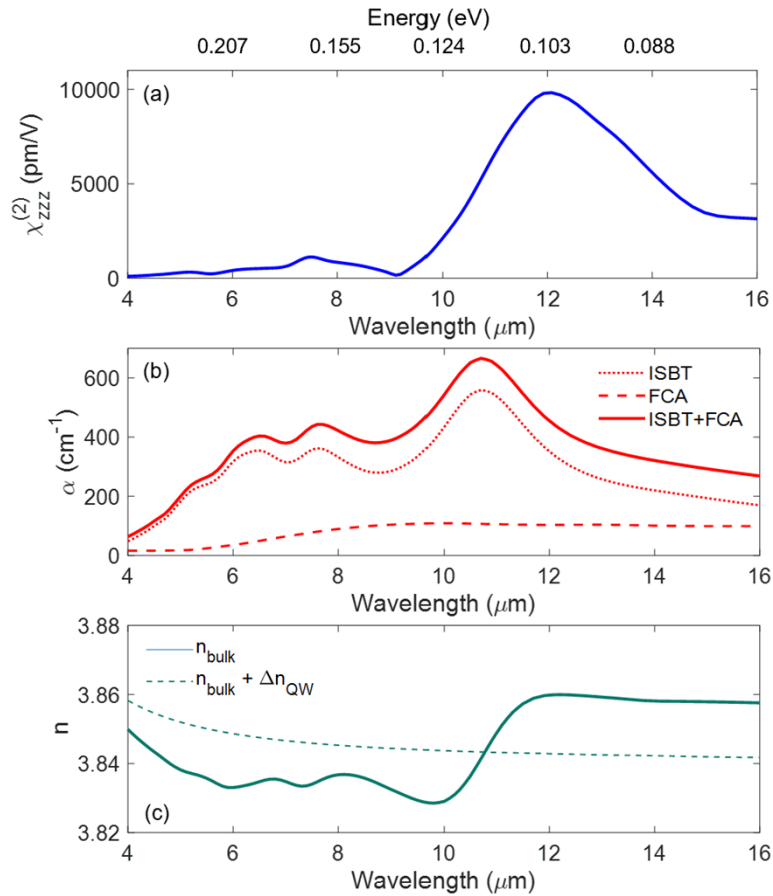 Energy (eV)
0.207 0.155 0.124 0.103 0.088
(a)
10000
5000
0
χ(2)zzz (pm/V)
4 6 8 10 12 14 16
Wavelength (μm)
(b)
600
400
200
0
α (cm-1)
ISBT
FCA
ISBT+FCA
4 6 8 10 12 14 16
Wavelength (μm)
3.88
3.86
3.84
3.82
n
nbulk
nbulk + ΔnQW
(c)
4 6 8 10 12 14 16
Wavelength (μm)